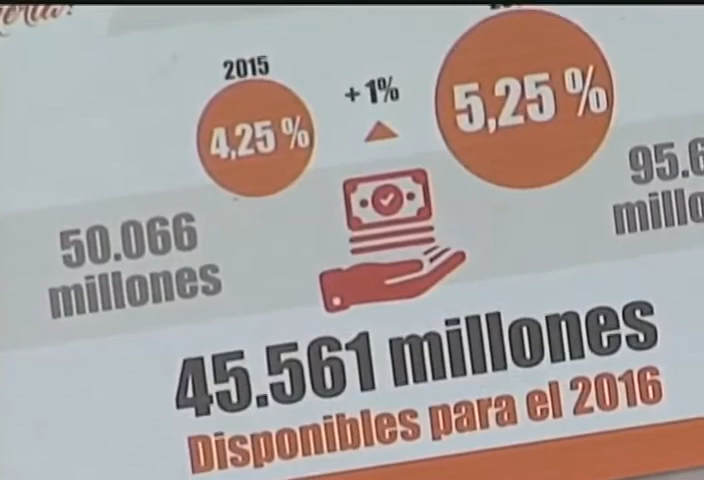 2015
4,25 %
+ 1%
5,25 %
50.066
millones
45.561 millones
Disponibles para el 2016